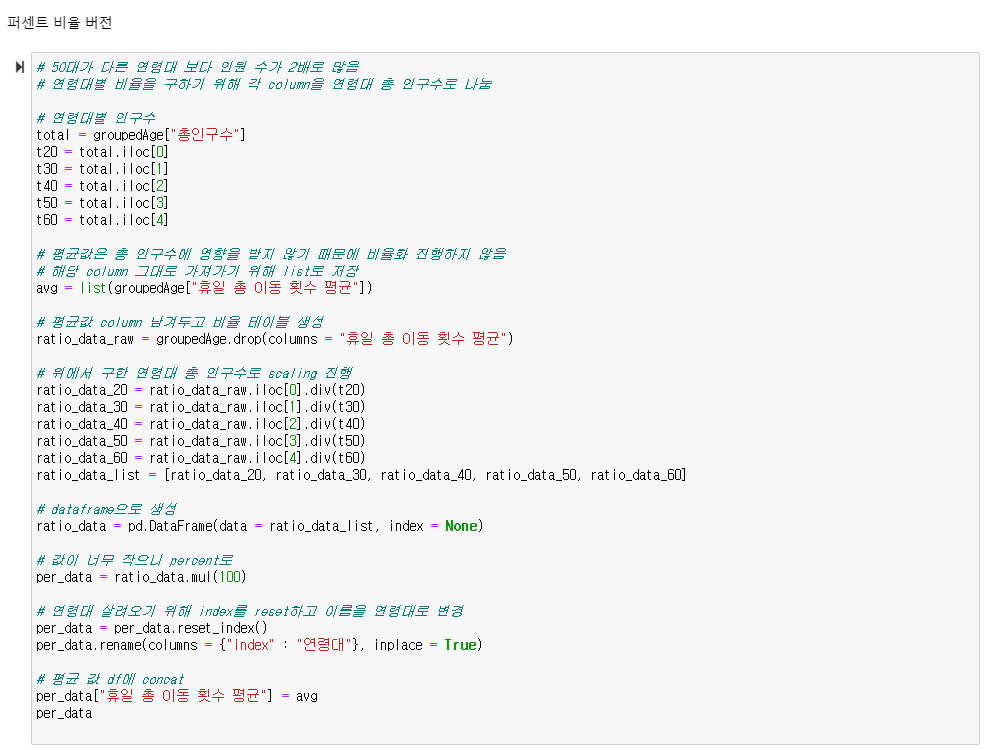 퍼센트 비율 버전
# 50대가 다른 연령대 보다 인원 수가 2배로 많음
# 연령대별 비율을 구하기 위해 각 column을 연령대 총 인구수로 나눔
# 연령대별 인구수
total = groupedAge["총인구수"]
t20 = total.iloc[0]
t30 = total.iloc[1]
t40 = total.iloc[2]
t50 = total.iloc[3]
t60 = total.iloc[4]
# 평균값은 총 인구수에 영향을 받지 않기 때문에 비율화 진행하지 않음
# 해당 column 그대로 가져가기 위해 list로 저장
avg = list(groupedAge["휴일 총 이동 횟수 평균"])
# 평균값 column 남겨두고 비율 테이블 생성
ratio_data_raw = groupedAge.drop(columns = "휴일 총 이동 횟수 평균")
# 위에서 구한 연령대 총 인구수로 scaling 진행
ratio_data_20 = ratio_data_raw.iloc[0].div(t20)
ratio_data_30 = ratio_data_raw.iloc[1].div(t30)
ratio_data_40 = ratio_data_raw.iloc[2].div(t40)
ratio_data_50 = ratio_data_raw.iloc[3].div(t50)
ratio_data_60 = ratio_data_raw.iloc[4].div(t60)
ratio_data_list = [ratio_data_20, ratio_data_30, ratio_data_40, ratio_data_50, ratio_data_60]
# dataframe으로 생성
ratio_data = pd.DataFrame(data = ratio_data_list, index = None)
# 값이 너무 작으니 percent로
per_data = ratio_data.mul(100)
# 연령대 살려오기 위해 index를 reset하고 이름을 연령대로 변경
per_data = per_data.reset_index()
per_data.rename(columns = {"index" : "연령대"}, inplace = True)
# 평균 값 df에 concat
per_data["휴일 총 이동 횟수 평균"] = avg
per_data